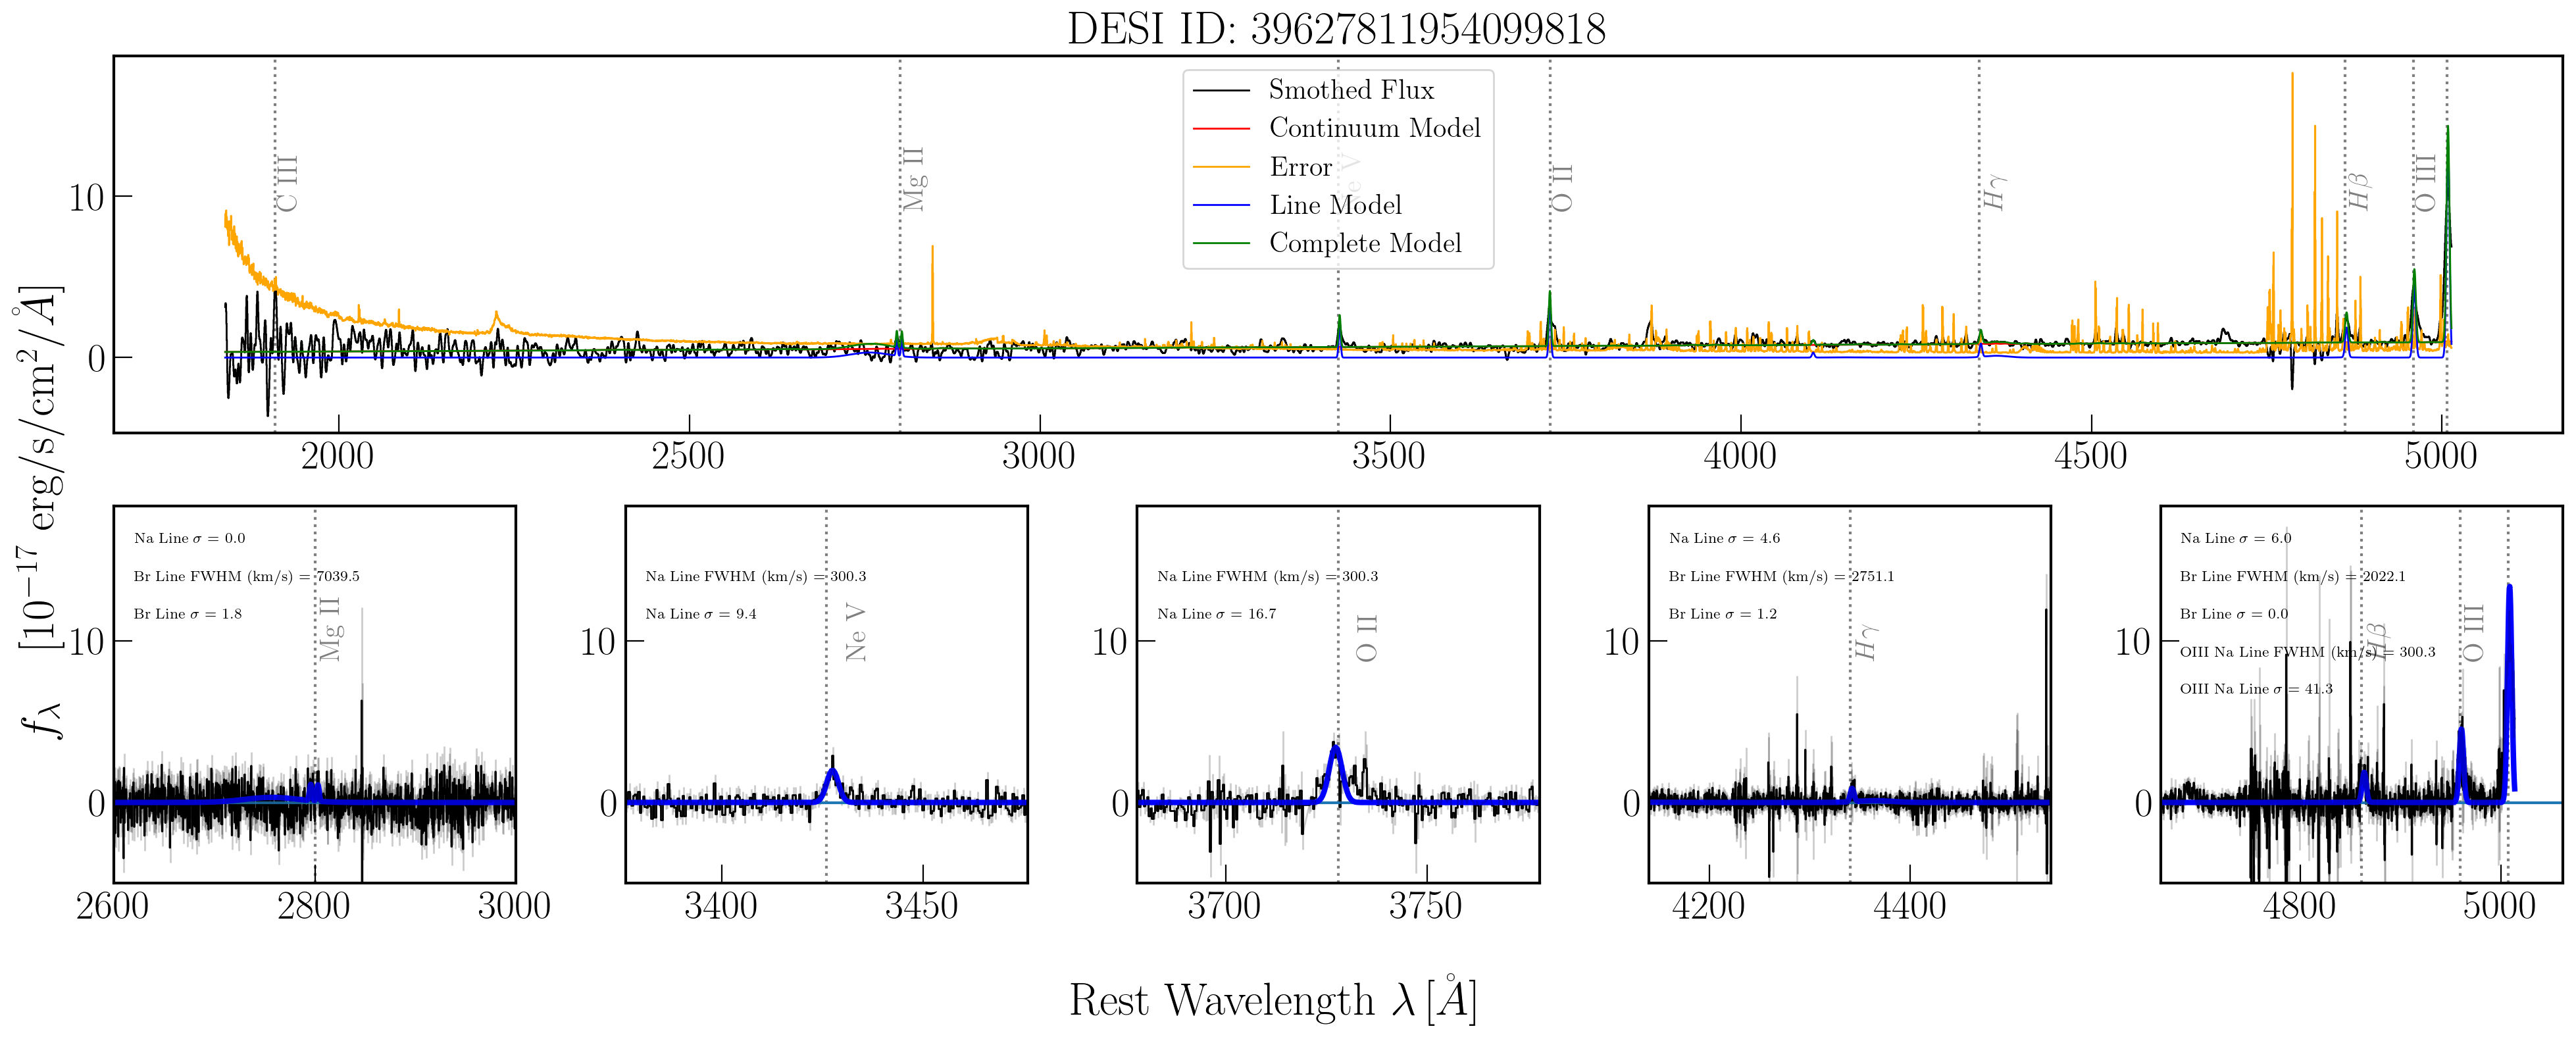 DESI ID: 39627811954099818
Smothed Flux
Continuum Model
Error
Line Model
Complete Model
C III
Mg II
Ne V
O II
Hγ
Hβ
O III
10
0
2000 2500 3000 3500 4000 4500 5000
f_λ [10^{-17} erg/s/cm^2/Å]
Na Line σ = 0.0
Br Line FWHM (km/s) = 7039.5
Br Line σ = 1.8
Mg II
10
0
2600 2800 3000
Na Line FWHM (km/s) = 300.3
Na Line σ = 9.4
Ne V
10
0
3400 3450
Na Line FWHM (km/s) = 300.3
Na Line σ = 16.7
O II
10
0
3700 3750
Na Line σ = 4.6
Br Line FWHM (km/s) = 2751.1
Br Line σ = 1.2
Hγ
10
0
4200 4400
Na Line σ = 6.0
Br Line FWHM (km/s) = 2022.1
Br Line σ = 0.0
OIII Na Line FWHM (km/s) = 300.3
OIII Na Line σ = 41.3
Hβ
O III
10
0
4800 5000
Rest Wavelength λ [Å]